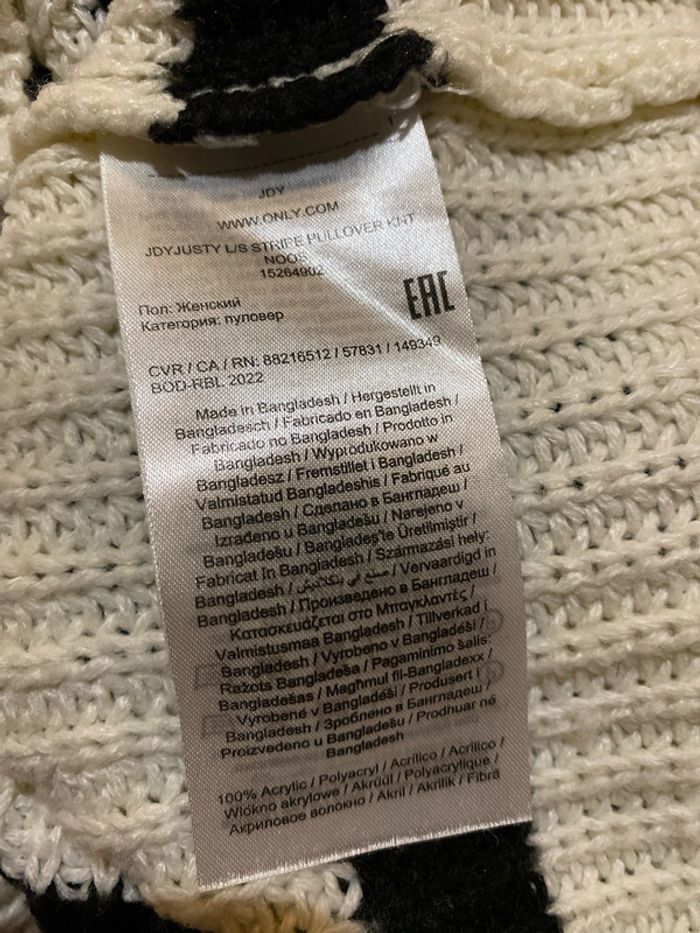 JDY
WWW.ONLY.COM
JDYJUSTY L/S STRIPE PULLOVER KNT
NOOS
15264902
EAC
Пол: Женский
Категория: пуловер
CVR / CA / RN: 88216512 / 57831 / 149349
BOD-RBL 2022
Made in Bangladesh / Hergestellt in
Bangladesch / Fabricado en Bangladesh /
Fabricado no Bangladesh / Prodotto in
Bangladesh / Wyprodukowano w
Bangladesz / Fremstillet i Bangladesh /
Valmistatud Bangladeshis / Fabriqué au
Bangladesh / Сделано в Бангладеш /
Izrađeno u Bangladešu / Narejeno v
Bangladešu / Bangladeş'te Üretilmiştir /
Fabricat în Bangladesh / Származási hely:
Bangladesh / صنع في بنگلاديش / Vervaardigd in
Bangladesh / Произведено в Бангладеш /
Κατασκευάζεται στο Μπαγκλαντές /
Valmistusmaa Bangladesh / Tillverkad i
Bangladesh / Vyrobeno v Bangladéši /
Ražots Bangladeša / Pagaminimo šalis:
Bangladešas / Magħmul fil-Bangladexx /
Vyrobené v Bangladéši / Produsert i
Bangladesh / Зроблено в Бангладеш /
Proizvedeno u Bangladešu / Prodhuar në
Bangladesh
100% Acrylic / Polyacryl / Acrílico / Acrilico /
Włókno akrylowe / Akrüül / Polyacrylique /
Акриловое волокно / Akril / Akrilik / Fibră